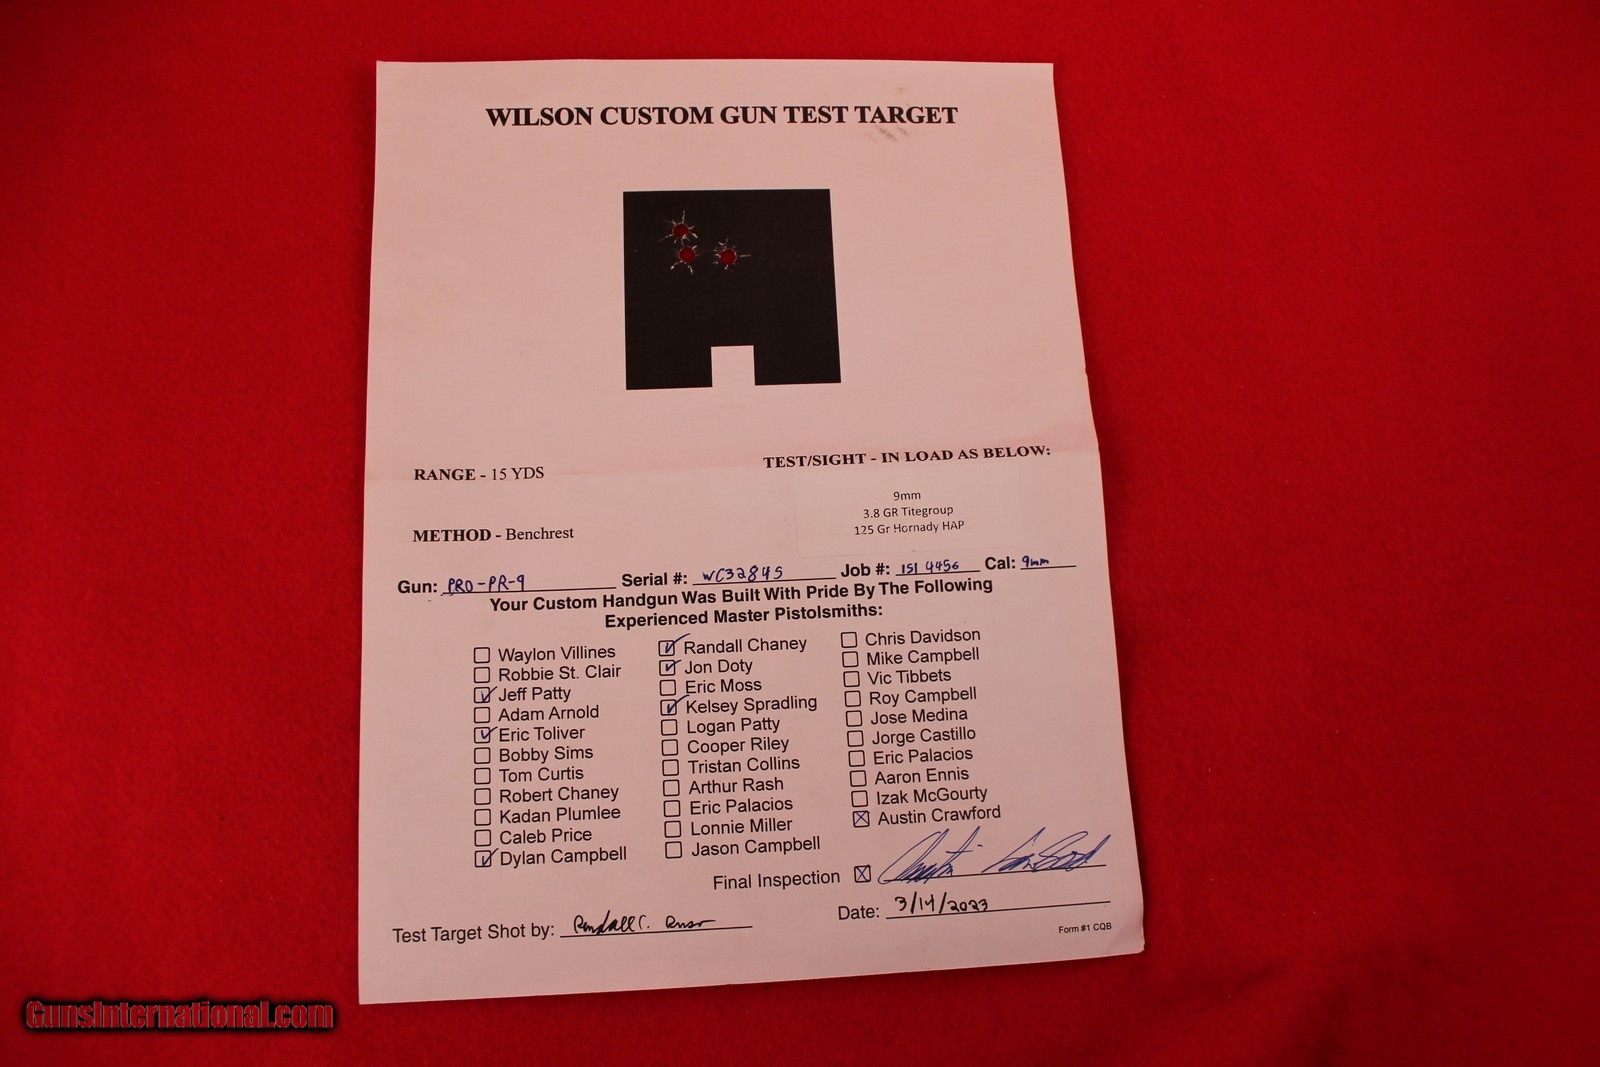 WILSON CUSTOM GUN TEST TARGET
RANGE - 15 YDS
TEST/SIGHT - IN LOAD AS BELOW:
9mm
3.8 GR Titegroup
125 Gr Hornady HAP
METHOD - Benchrest
Gun: PRO-PR-9 Serial #: WC32845 Job #: 151 4456 Cal: 9mm
Your Custom Handgun Was Built With Pride By The Following
Experienced Master Pistolsmiths:
Waylon Villines
Robbie St. Clair
Jeff Patty
Adam Arnold
Eric Toliver
Bobby Sims
Tom Curtis
Robert Chaney
Kadan Plumlee
Caleb Price
Dylan Campbell
Randall Chaney
Jon Doty
Eric Moss
Kelsey Spradling
Logan Patty
Cooper Riley
Tristan Collins
Arthur Rash
Eric Palacios
Lonnie Miller
Jason Campbell
Chris Davidson
Mike Campbell
Vic Tibbets
Roy Campbell
Jose Medina
Jorge Castillo
Eric Palacios
Aaron Ennis
Izak McGourty
Austin Crawford
Final Inspection
Test Target Shot by: Randall C.
Date: 3/14/2023
Form #1 CQB
GunsInternational.com